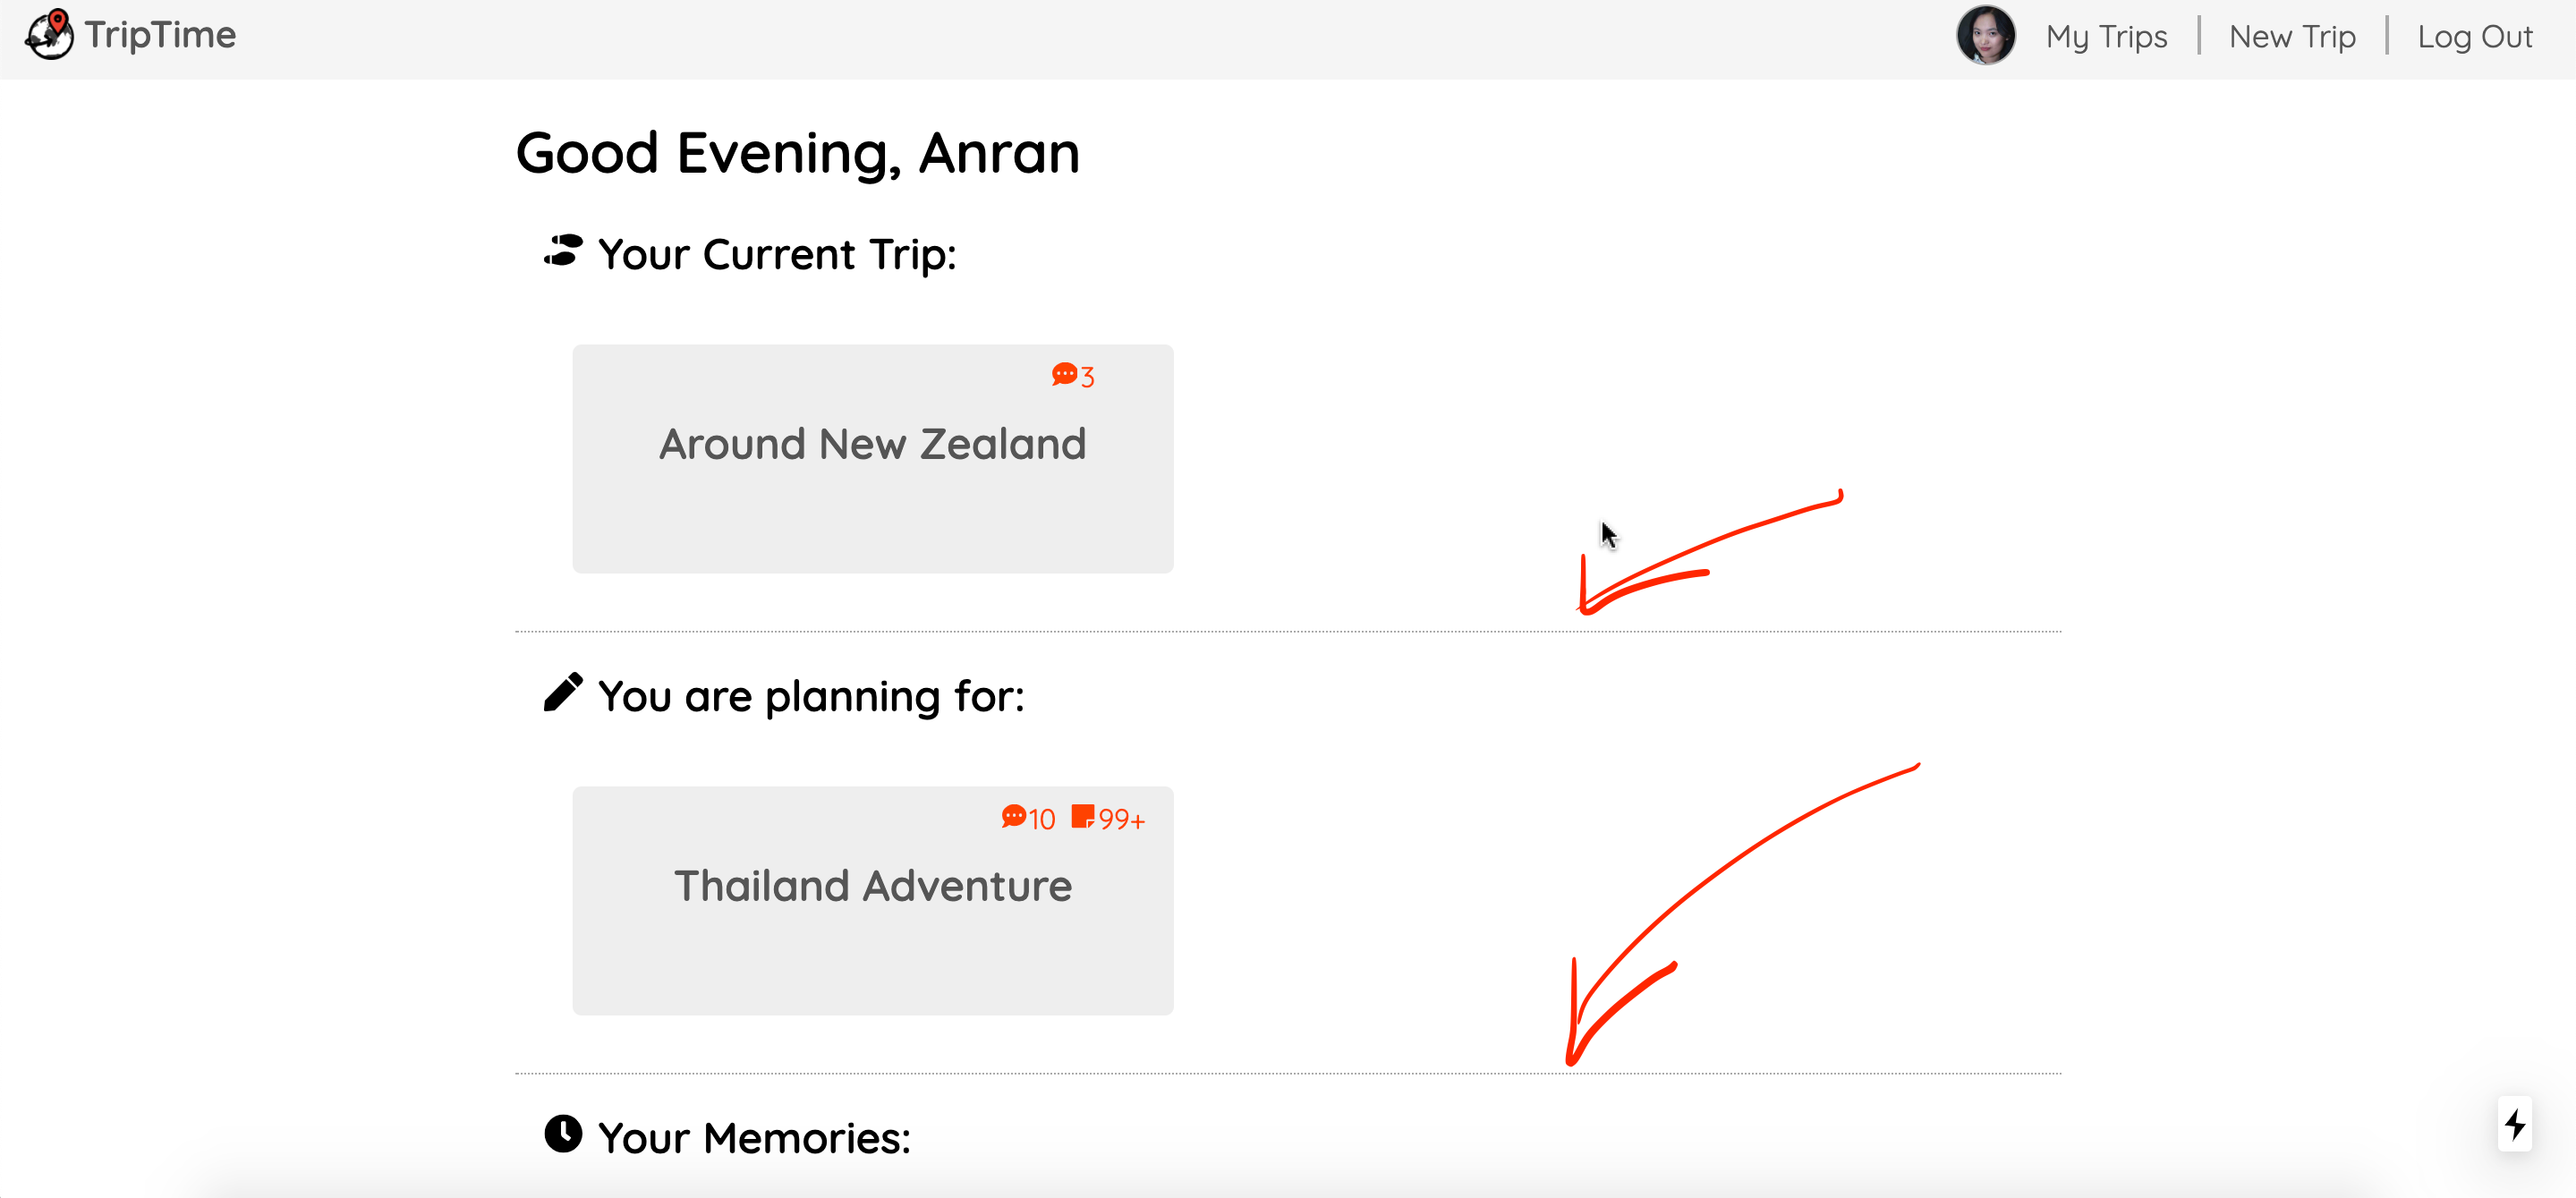 TripTime
My Trips | New Trip | Log Out
Good Evening, Anran
Your Current Trip:
3
Around New Zealand
You are planning for:
10 99+
Thailand Adventure
Your Memories: